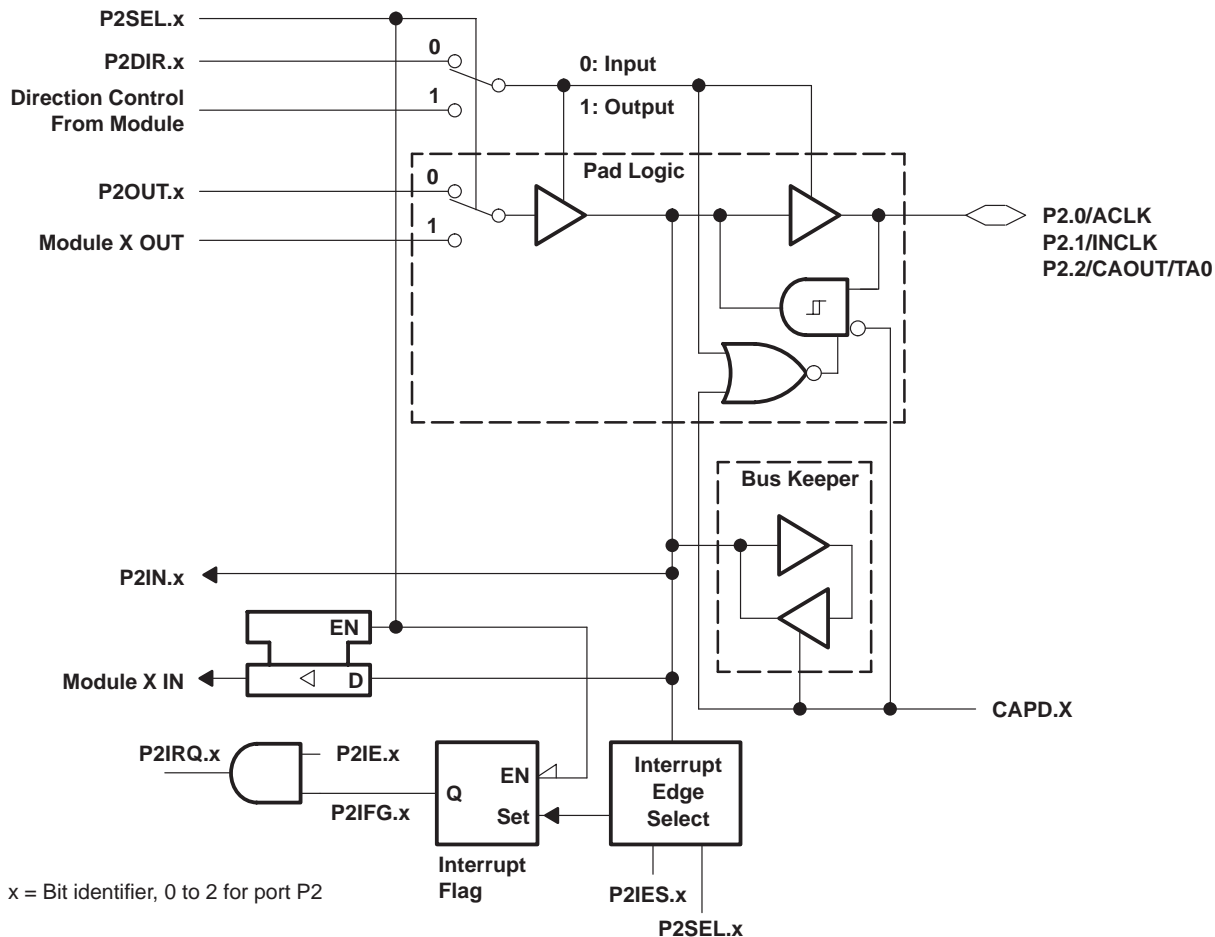 P2SEL.x
P2DIR.x
0
0: Input
Direction Control
From Module
1
1: Output
Pad Logic
P2OUT.x
0
Module X OUT
1
P2.0/ACLK
P2.1/INCLK
P2.2/CAOUT/TA0
Bus Keeper
P2IN.x
EN
Module X IN
D
CAPD.X
P2IRQ.x
P2IE.x
P2IFG.x
EN
Q
Set
Interrupt
Flag
Interrupt
Edge
Select
P2IES.x
P2SEL.x
x = Bit identifier, 0 to 2 for port P2